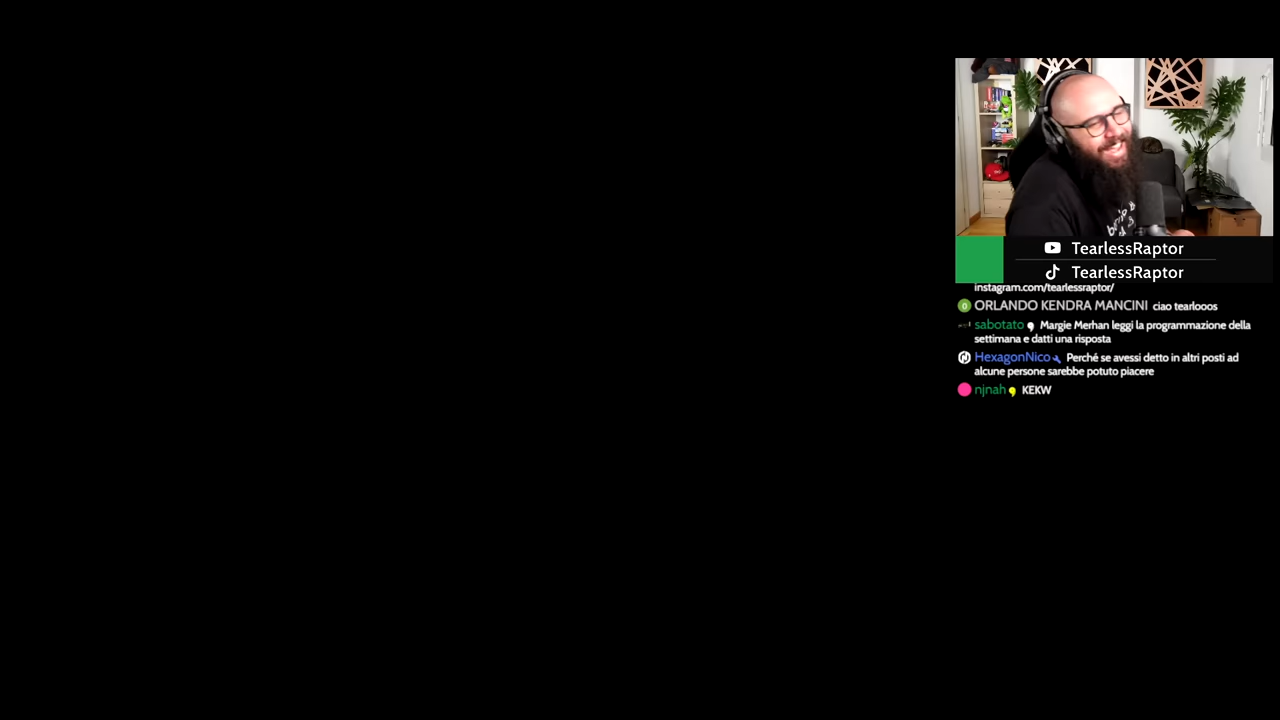 TearlessRaptor
TearlessRaptor
instagram.com/tearlessraptor/
ORLANDO KENDRA MANCINI ciao tearlooos
sabotato Margie Merhan leggi la programmazione della
settimana e datti una risposta
HexagonNico Perché se avessi detto in altri posti ad
alcune persone sarebbe potuto piacere
njnah KEKW